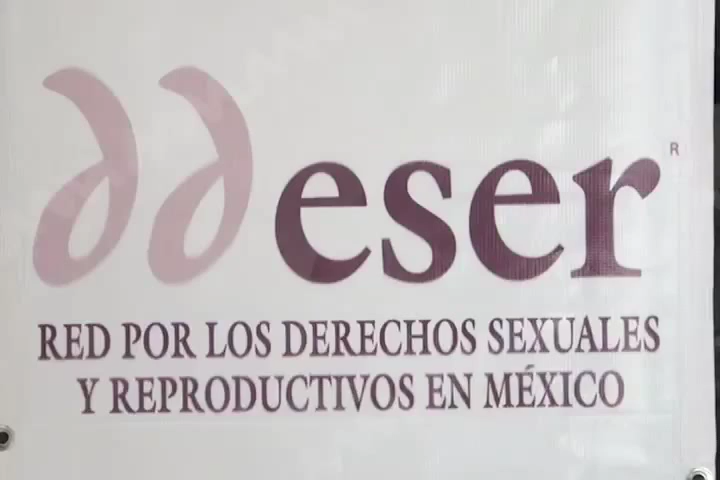 ddeser
R
RED POR LOS DERECHOS SEXUALES
Y REPRODUCTIVOS EN MÉXICO